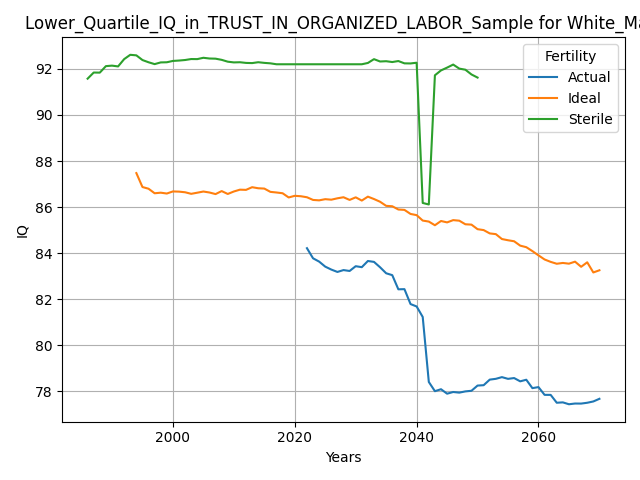 Lower_Quartile_IQ_in_TRUST_IN_ORGANIZED_LABOR_Sample for White_Ma
Fertility
Actual
Ideal
Sterile
IQ
92
90
88
86
84
82
80
78
2000
2020
2040
2060
Years